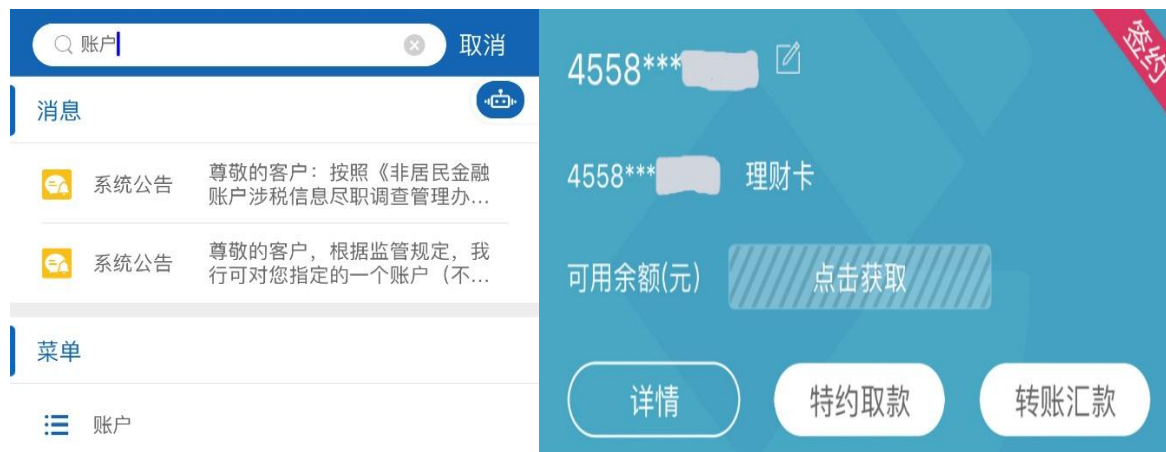 账户
取消
消息
系统公告
尊敬的客户：按照《非居民金融
账户涉税信息尽职调查管理办...
系统公告
尊敬的客户，根据监管规定，我
行可对您指定的一个账户（不...
菜单
账户
签约
4558***
4558***
理财卡
可用余额(元)
点击获取
详情
特约取款
转账汇款